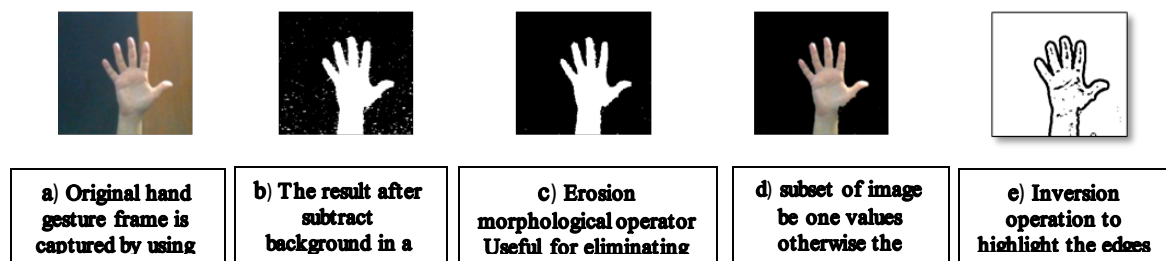 a) Original hand
gesture frame is
captured by using
b) The result after
subtract
background in a
c) Erosion
morphological operator
Useful for eliminating
d) subset of image
be one values
otherwise the
e) Inversion
operation to
highlight the edges